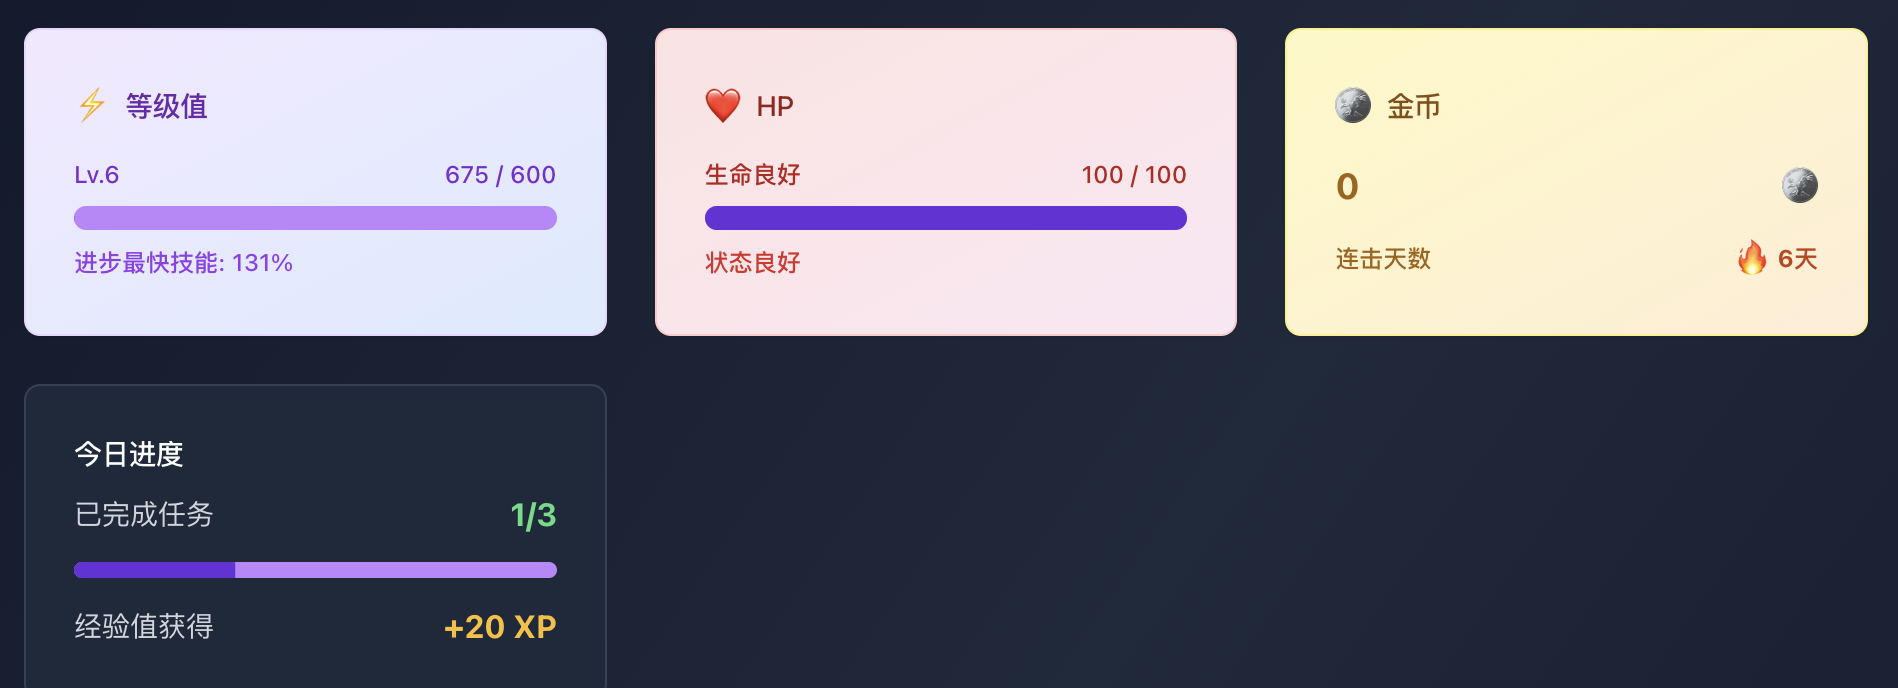 等级值
Lv.6 675 / 600
进步最快技能: 131%
HP
生命良好 100 / 100
状态良好
金币
0
连击天数 6天
今日进度
已完成任务 1/3
经验值获得 +20 XP